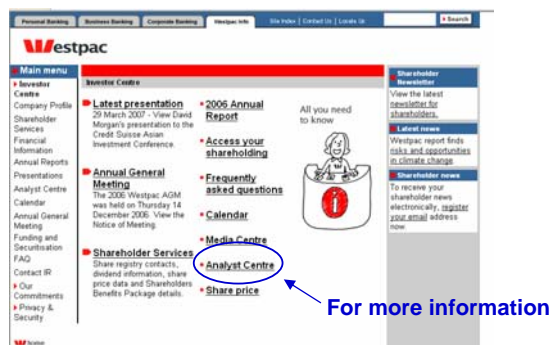 Personal Banking Business Banking Corporate Banking Westpac Info Site Index | Contact Us | Locate Us Search
Westpac
Main menu
Investor Centre
Company Profile
Shareholder Services
Financial Information
Annual Reports
Presentations
Analyst Centre
Calendar
Annual General Meeting
Funding and Securitisation
FAQ
Contact IR
Our Commitments
Privacy & Security
home
Investor Centre
Latest presentation
29 March 2007 - View David
Morgan's presentation to the
Credit Suisse Asian
Investment Conference.
Annual General
Meeting
The 2006 Westpac AGM
was held on Thursday 14
December 2006. View the
Notice of Meeting.
Shareholder Services
Share registry contacts,
dividend information, share
price data and Shareholders
Benefits Package details.
2006 Annual
Report
Access your
shareholding
Frequently
asked questions
Calendar
Media Centre
Analyst Centre
Share price
All you need
to know
i
Shareholder
Newsletter
View the latest
newsletter for
shareholders.
Latest news
Westpac report finds
risks and opportunities
in climate change.
Shareholder news
To receive your
shareholder news
electronically, register
your email address
now.
For more information